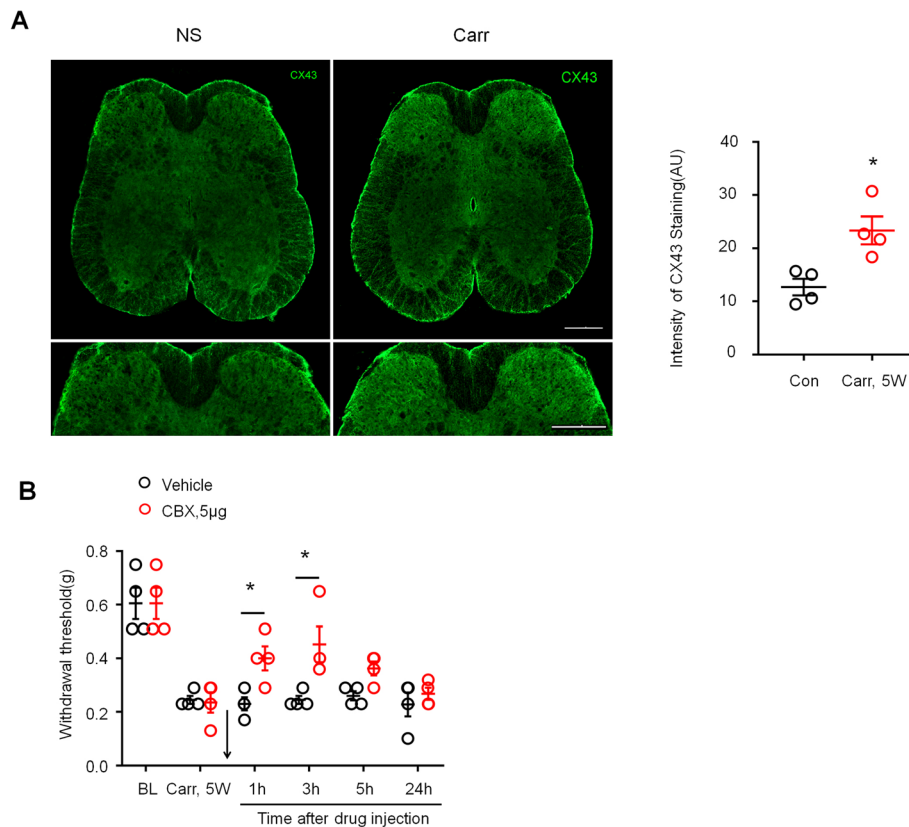 A
NS
Carr
CX43
CX43
Intensity of CX43 Staining(AU)
40
30
20
10
0
*
Con
Carr, 5W
B
Vehicle
CBX,5μg
Withdrawal threshold(g)
0.8
0.6
0.4
0.2
0.0
*
*
BL
Carr, 5W
1h
3h
5h
24h
Time after drug injection